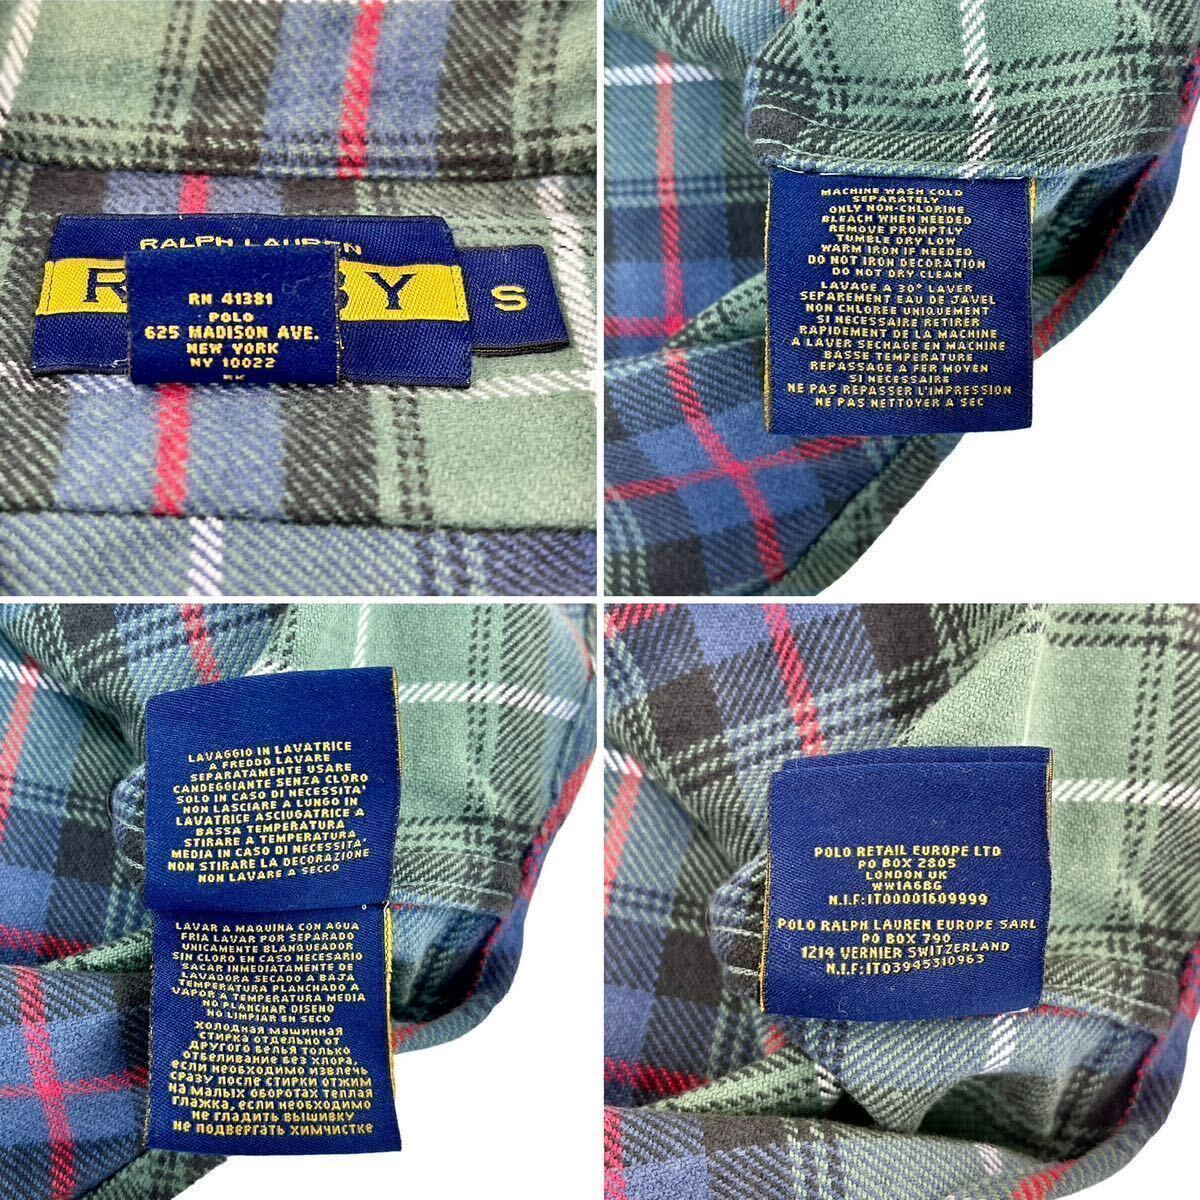 RALPH LAUREN
S
RN 41381
POLO
625 MADISON AVE.
NEW YORK
NY 10022
RK
MACHINE WASH COLD
SEPARATELY
ONLY NON-CHLORINE
BLEACH WHEN NEEDED
REMOVE PROMPTLY
TUMBLE DRY LOW
WARM IRON IF NEEDED
DO NOT IRON DECORATION
DO NOT DRY CLEAN
LAVAGE A 30° LAVER
SEPAREMENT EAU DE JAVEL
NON CHLOREE UNIQUEMENT
SI NECESSAIRE RETIRER
RAPIDEMENT DE LA MACHINE
A LAVER SECHAGE EN MACHINE
BASSE TEMPERATURE
REPASSAGE A FER MOYEN
SI NECESSAIRE
NE PAS REPASSER L'IMPRESSION
NE PAS NETTOYER A SEC
LAVAGGIO IN LAVATRICE
A FREDDO LAVARE
SEPARATAMENTE USARE
CANDEGGIANTE SENZA CLORO
SOLO IN CASO DI NECESSITA'
NON LASCIARE A LUNGO IN
LAVATRICE ASCIUGATRICE A
BASSA TEMPERATURA
STIRARE A TEMPERATURA
MEDIA IN CASO DI NECESSITA'
NON STIRARE LA DECORAZIONE
NON LAVARE A SECCO
LAVAR A MAQUINA CON AGUA
FRIA LAVAR POR SEPARADO
UNICAMENTE BLANQUEADOR
SIN CLORO EN CASO NECESARIO
SACAR INMEDIATAMENTE DE
LAVADORA SECADO A BAJA
TEMPERATURA PLANCHADO A
VAPOR A TEMPERATURA MEDIA
NO PLANCHAR DISENO
NO LIMPIAR EN SECO
ХОЛОДНАЯ МАШИННАЯ
СТИРКА ОТДЕЛЬНО ОТ
ДРУГОГО БЕЛЬЯ ТОЛЬКО
ОТБЕЛИВАНИЕ БЕЗ ХЛОРА,
ЕСЛИ НЕОБХОДИМО ИЗВЛЕЧЬ
СРАЗУ ПОСЛЕ СТИРКИ ОТЖИМ
НА МАЛЫХ ОБОРОТАХ ТЕПЛАЯ
ГЛАЖКА, ЕСЛИ НЕОБХОДИМО
НЕ ГЛАДИТЬ ВЫШИВКУ
НЕ ПОДВЕРГАТЬ ХИМЧИСТКЕ
POLO RETAIL EUROPE LTD
PO BOX 2805
LONDON UK
WW1A6BG
N.I.F:IT00001609999
POLO RALPH LAUREN EUROPE SARL
PO BOX 790
1214 VERNIER SWITZERLAND
N.I.F:IT03945310963